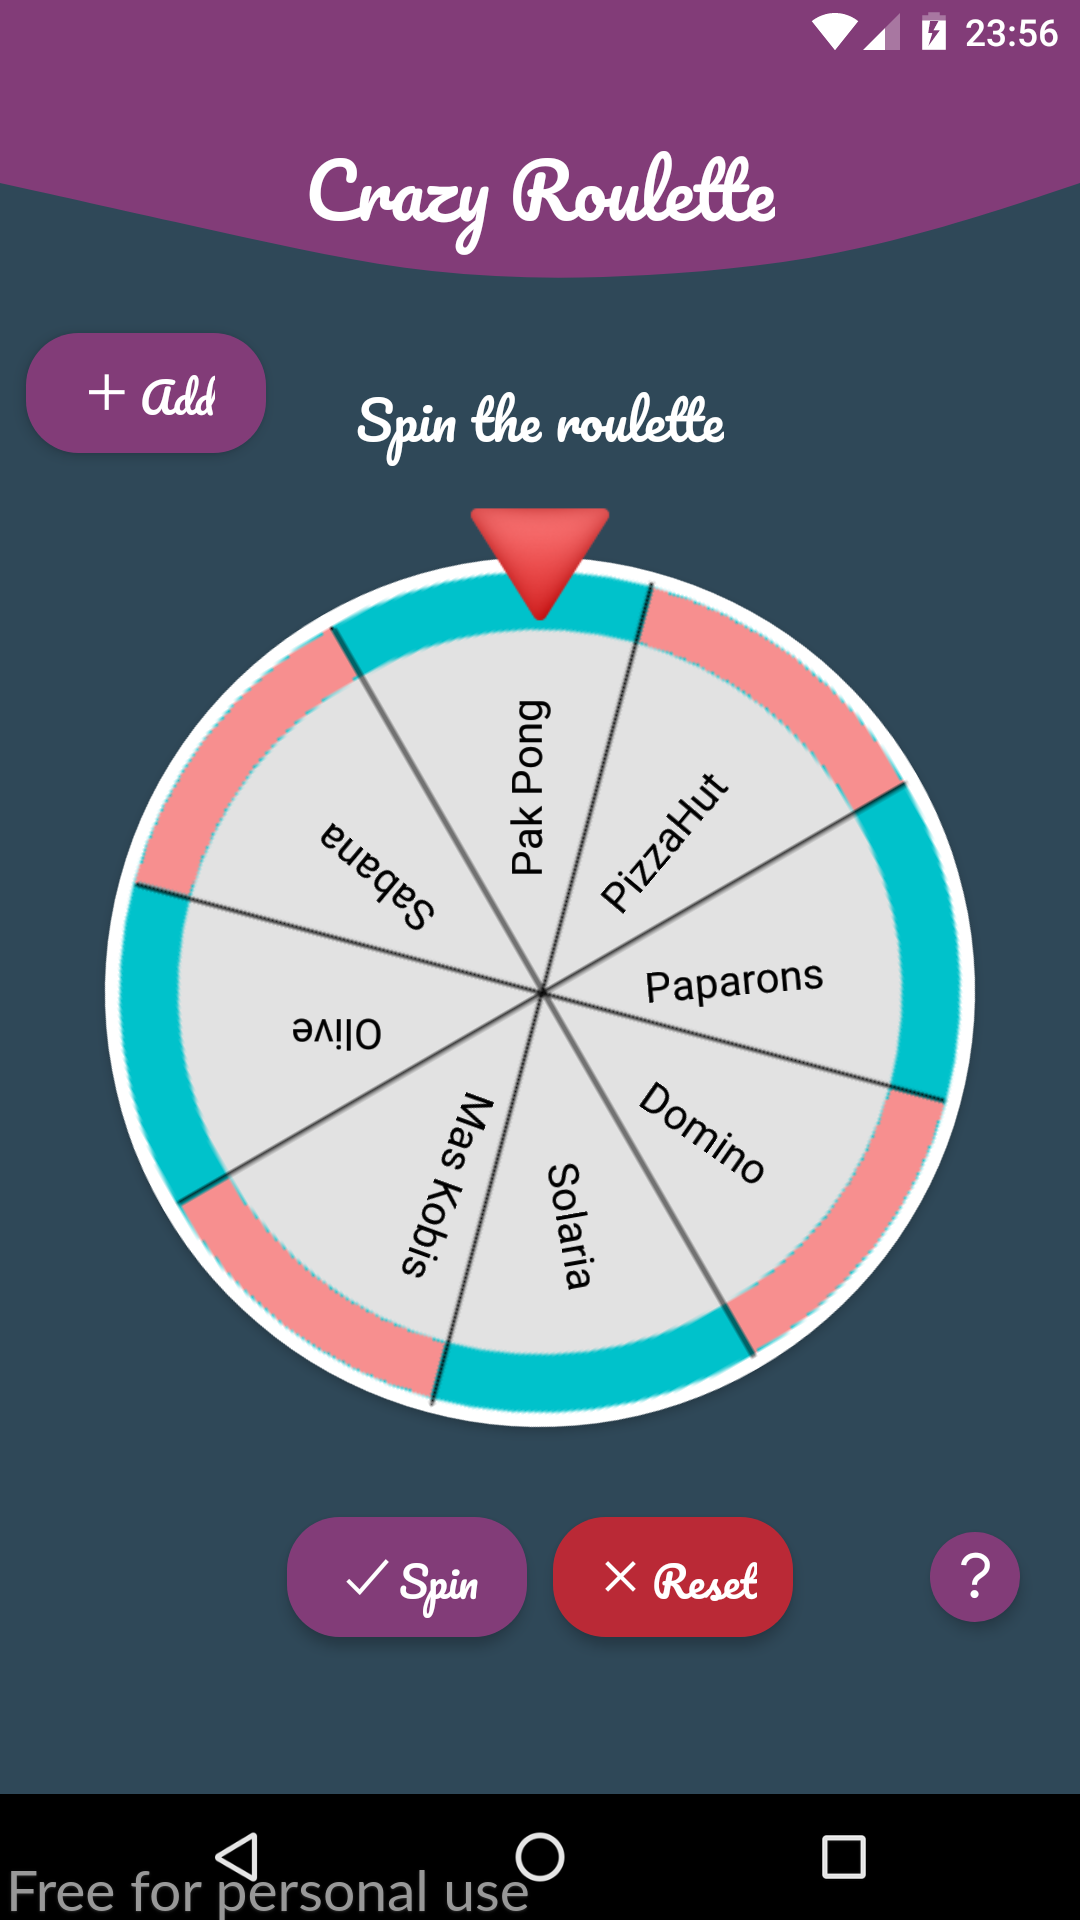 23:56
Crazy Roulette
+ Add
Spin the roulette
Pak Pong
PizzaHut
Paparons
Domino
Solaria
Mas Kobis
Olive
Sabana
Spin
Reset
?
Free for personal use